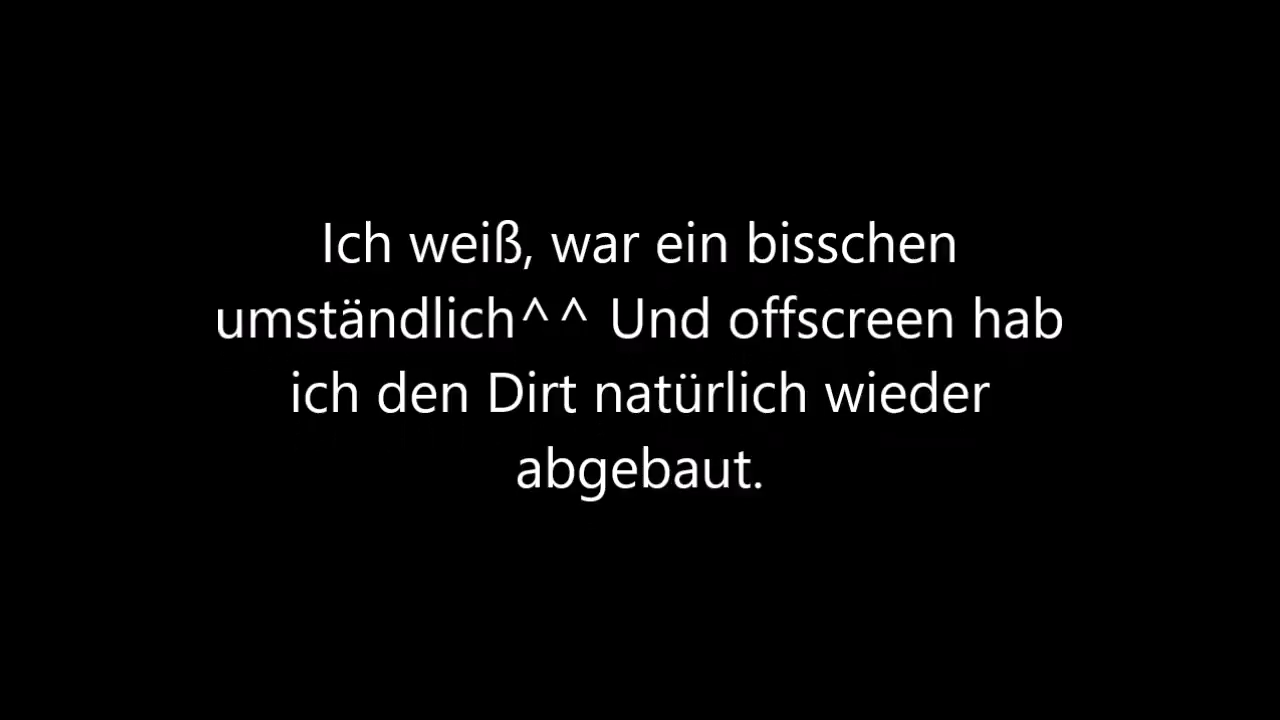 Ich weiß, war ein bisschen
umständlich^^ Und offscreen hab
ich den Dirt natürlich wieder
abgebaut.